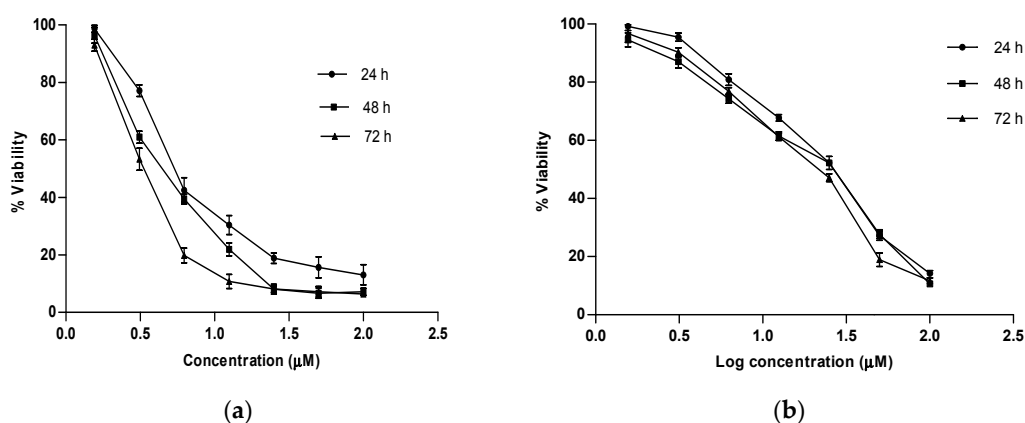 100
80
60
40
20
0
0.0 0.5 1.0 1.5 2.0 2.5
% Viability
Concentration (μM)
24 h
48 h
72 h
(a)
100
80
60
40
20
0
0.0 0.5 1.0 1.5 2.0 2.5
% Viability
Log concentration (μM)
24 h
48 h
72 h
(b)